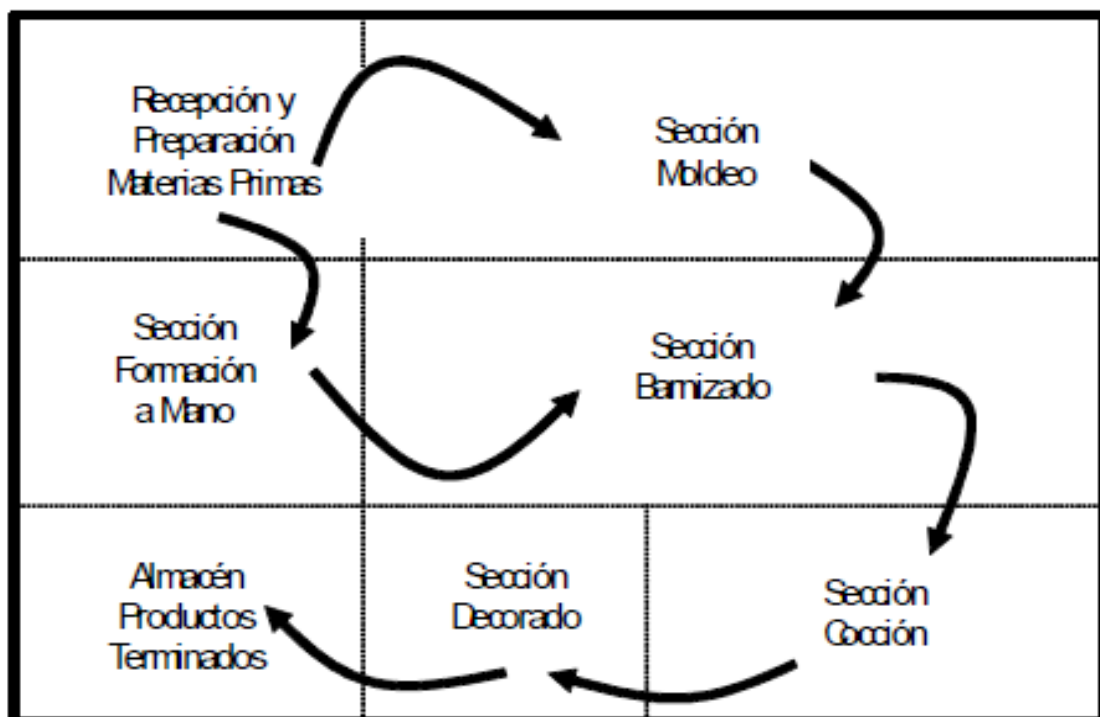 Recepción y
Preparación
Materias Primas
Sección
Moldeo
Sección
Formación
a Mano
Sección
Barnizado
Almacén
Productos
Terminados
Sección
Decorado
Sección
Cocción